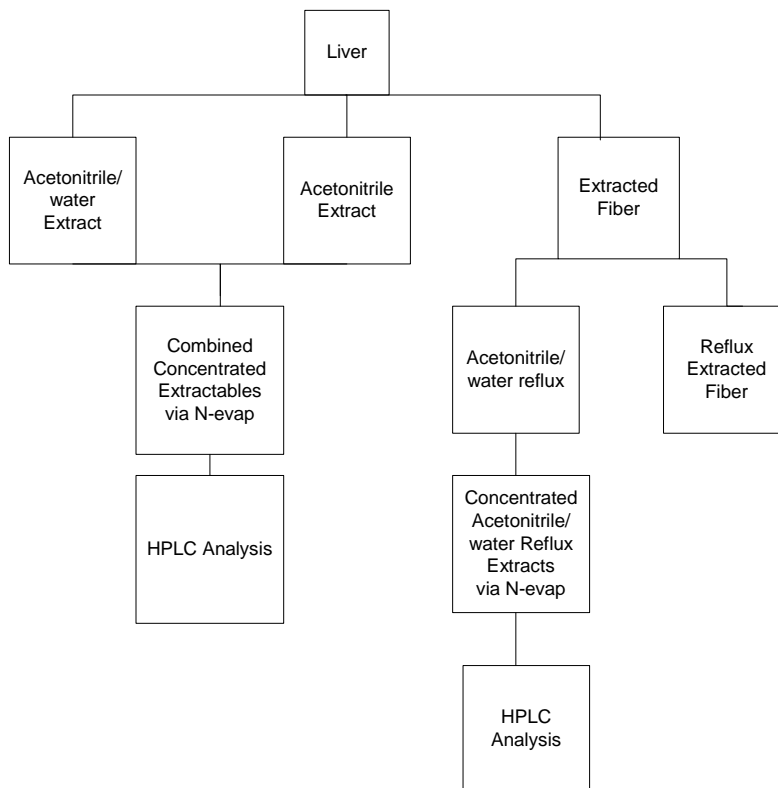 Liver
Acetonitrile/
water
Extract
Acetonitrile
Extract
Extracted
Fiber
Combined
Concentrated
Extractables
via N-evap
Acetonitrile/
water reflux
Reflux
Extracted
Fiber
HPLC Analysis
Concentrated
Acetonitrile/
water Reflux
Extracts
via N-evap
HPLC
Analysis